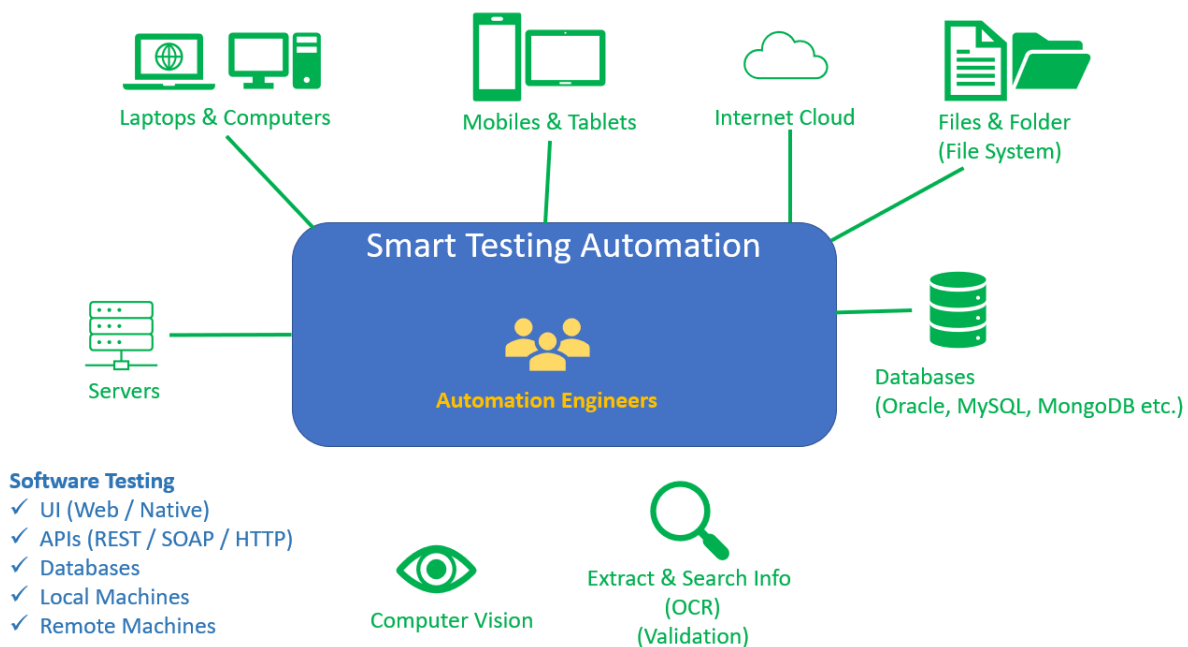 Laptops & Computers
Mobiles & Tablets
Internet Cloud
Files & Folder
(File System)
Smart Testing Automation
Automation Engineers
Servers
Databases
(Oracle, MySQL, MongoDB etc.)
Software Testing
✓ UI (Web / Native)
✓ APIs (REST / SOAP / HTTP)
✓ Databases
✓ Local Machines
✓ Remote Machines
Computer Vision
Extract & Search Info
(OCR)
(Validation)